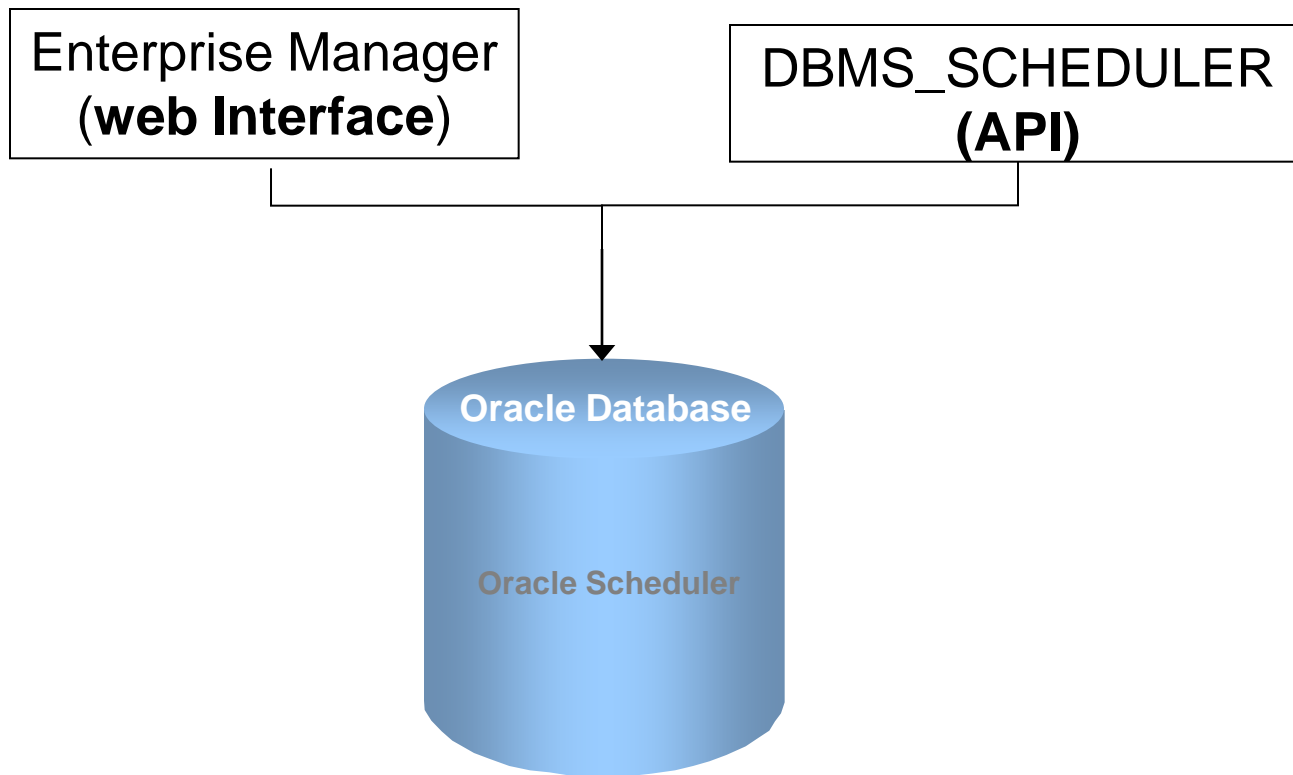 Enterprise Manager
(web Interface)
DBMS_SCHEDULER
(API)
Oracle Database
Oracle Scheduler